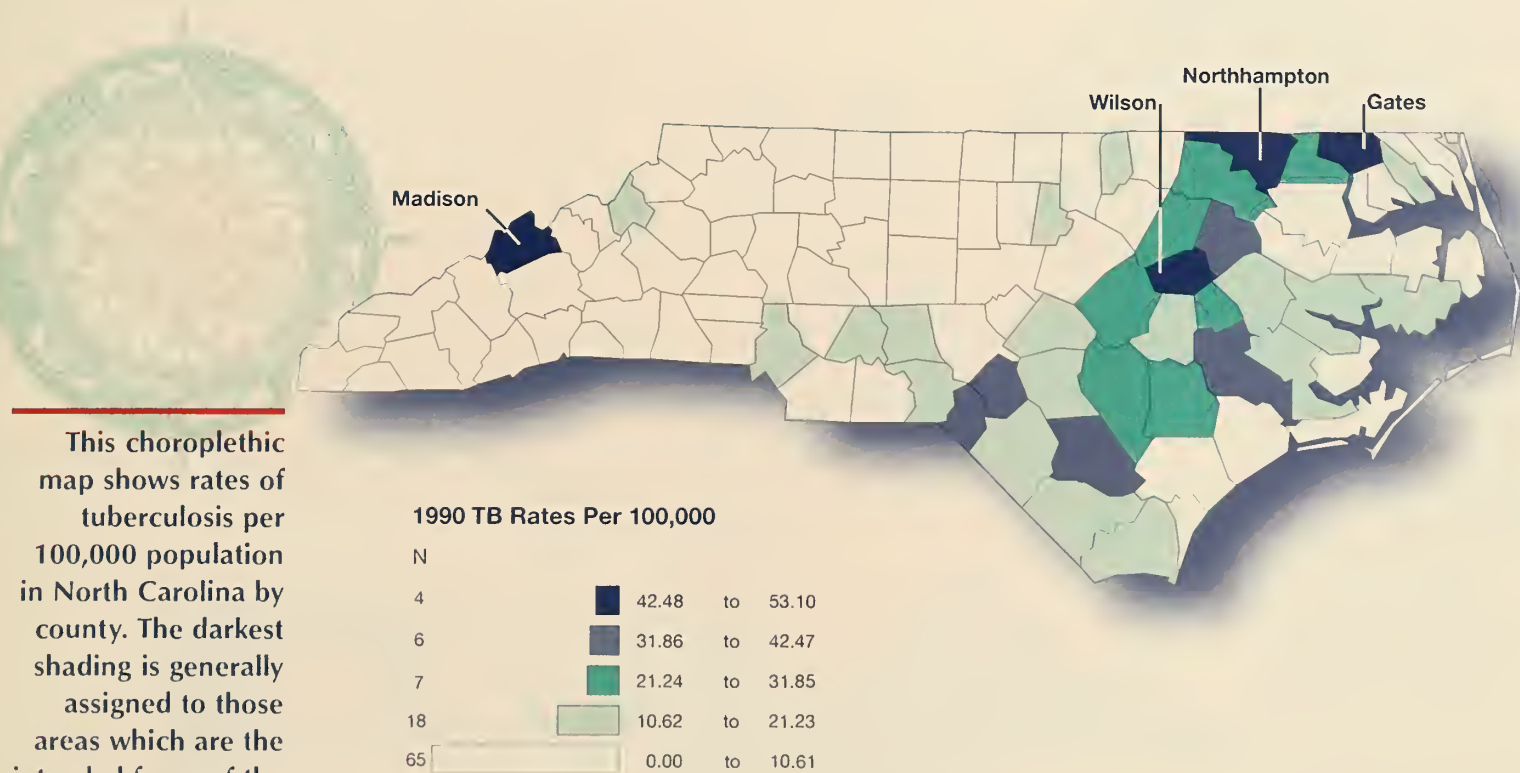 Northhampton
Wilson
Gates
Madison
This choroplethic
map shows rates of
tuberculosis per
100,000 population
in North Carolina by
county. The darkest
shading is generally
assigned to those
areas which are the
1990 TB Rates Per 100,000
N
4 42.48 to 53.10
6 31.86 to 42.47
7 21.24 to 31.85
18 10.62 to 21.23
65 0.00 to 10.61